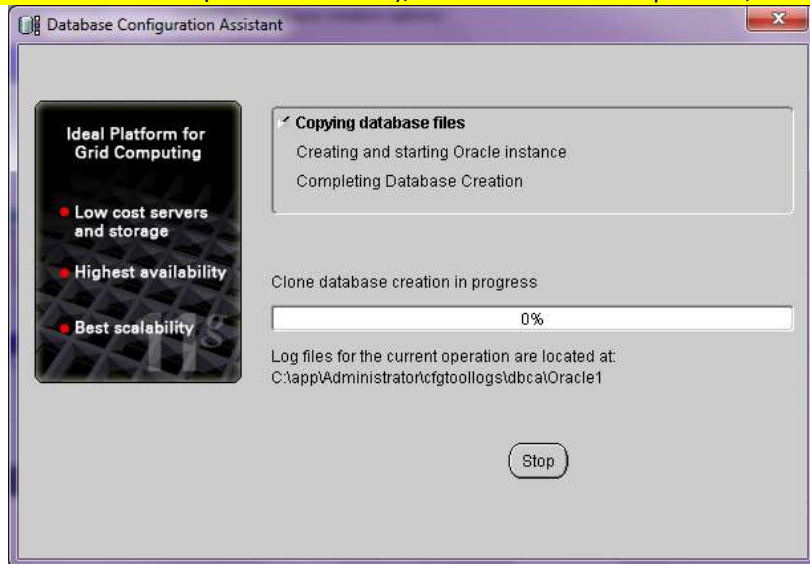 Database Configuration Assistant
Ideal Platform for
Grid Computing
Low cost servers
and storage
Highest availability
Best scalability
11g
Copying database files
Creating and starting Oracle instance
Completing Database Creation
Clone database creation in progress
0%
Log files for the current operation are located at:
C:\app\Administrator\cfgtoollogs\dbca\Oracle1
Stop